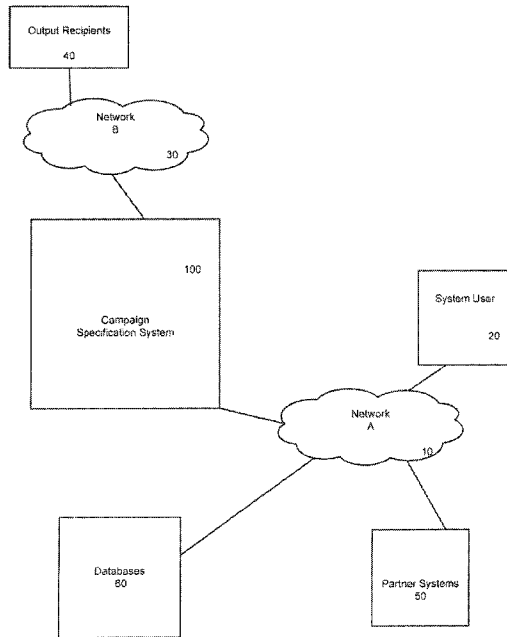 Output Recipients
40
Network
B
30
100
Campaign
Specification System
System User
20
Network
A
10
Databases
60
Partner Systems
50